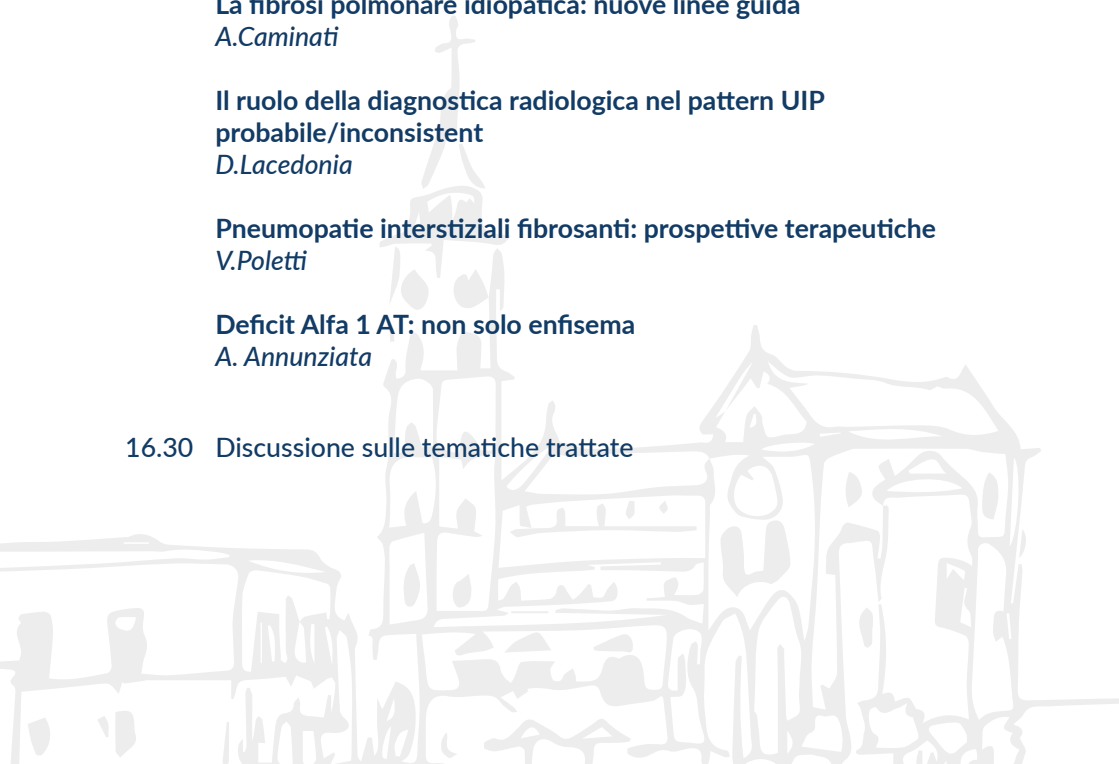 La fibrosi polmonare idiopatica: nuove linee guida
A.Caminati
Il ruolo della diagnostica radiologica nel pattern UIP
probabile/inconsistent
D.Lacedonia
Pneumopatie interstiziali fibrosanti: prospettive terapeutiche
V.Poletti
Deficit Alfa 1 AT: non solo enfisema
A. Annunziata
16.30 Discussione sulle tematiche trattate